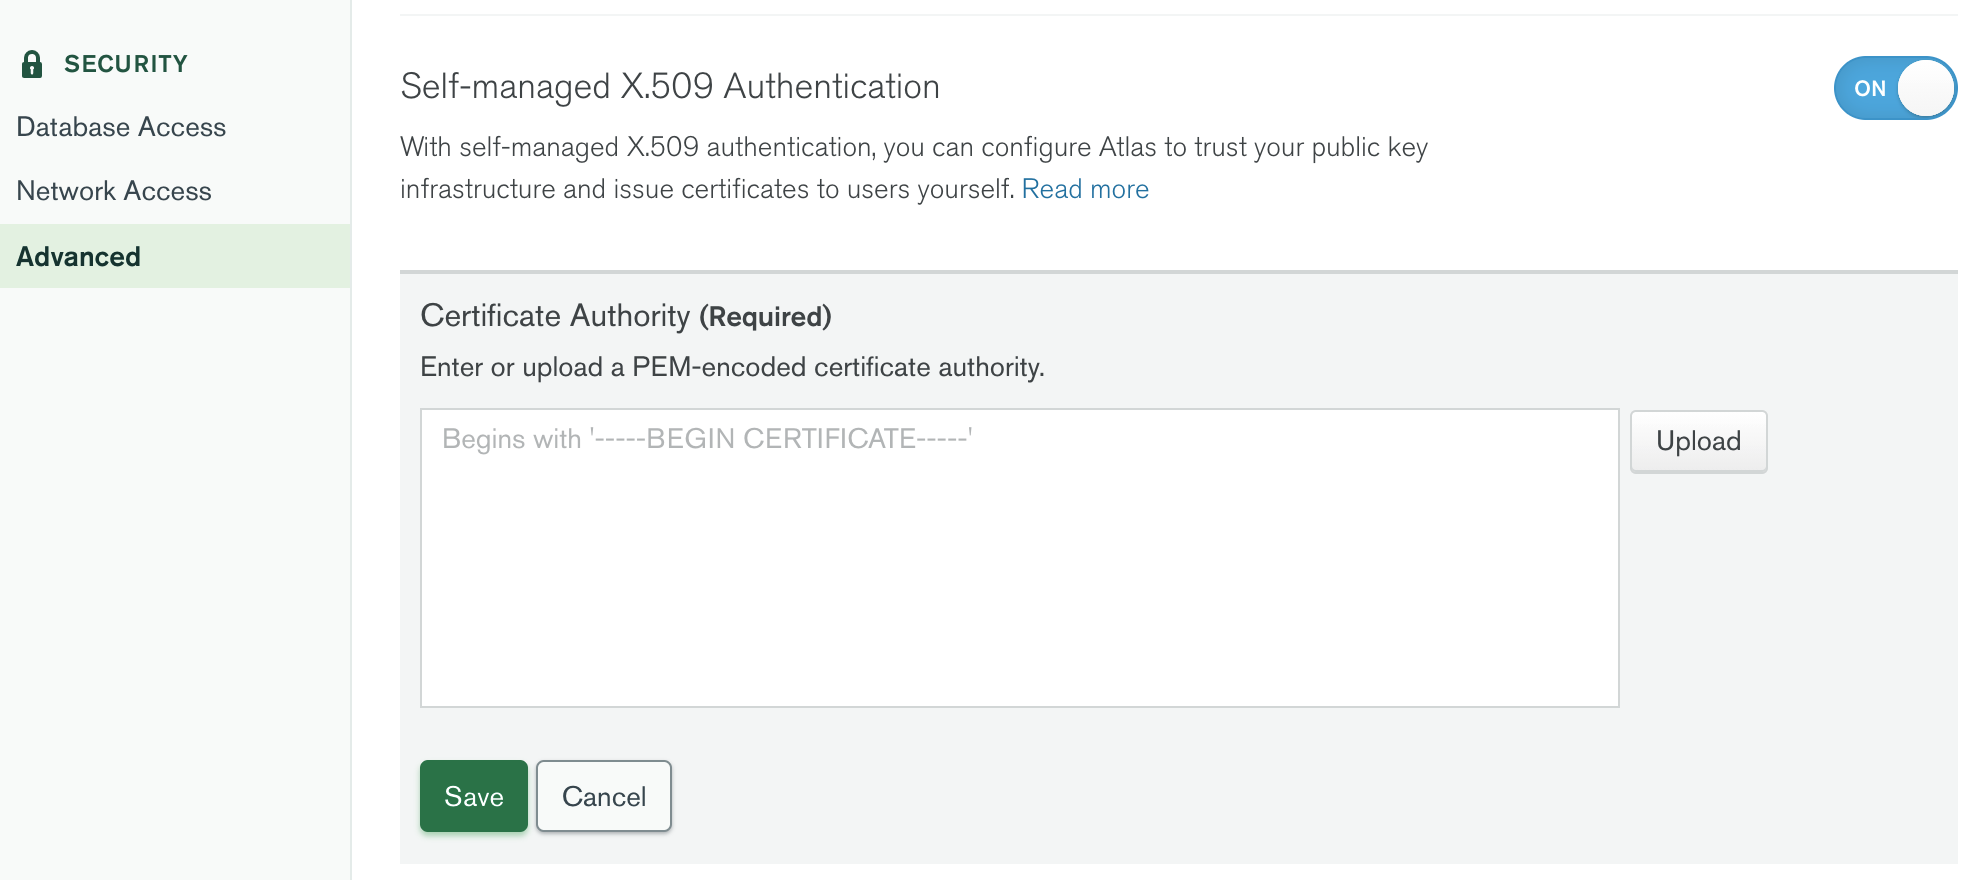 SECURITY
Database Access
Network Access
Advanced
Self-managed X.509 Authentication
ON
With self-managed X.509 authentication, you can configure Atlas to trust your public key
infrastructure and issue certificates to users yourself. Read more
Certificate Authority (Required)
Enter or upload a PEM-encoded certificate authority.
Begins with '-----BEGIN CERTIFICATE-----'
Upload
Save
Cancel